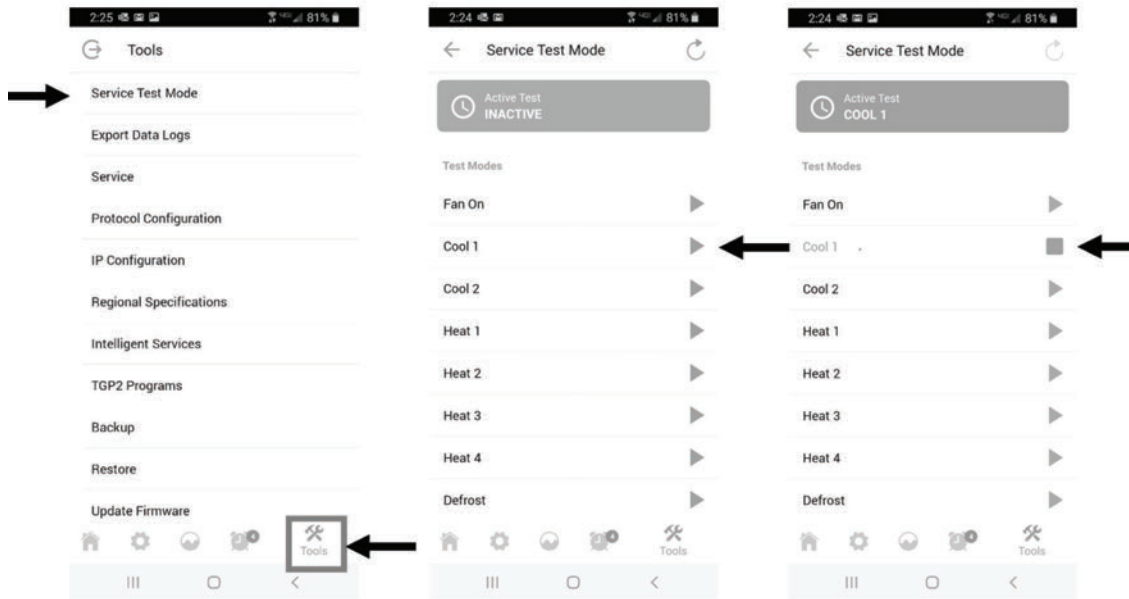 2:25
81%
Tools
Service Test Mode
Export Data Logs
Service
Protocol Configuration
IP Configuration
Regional Specifications
Intelligent Services
TGP2 Programs
Backup
Restore
Update Firmware
4
Tools
2:24
81%
Service Test Mode
Active Test
INACTIVE
Test Modes
Fan On
Cool 1
Cool 2
Heat 1
Heat 2
Heat 3
Heat 4
Defrost
4
Tools
2:24
81%
Service Test Mode
Active Test
COOL 1
Test Modes
Fan On
Cool 1
Cool 2
Heat 1
Heat 2
Heat 3
Heat 4
Defrost
4
Tools